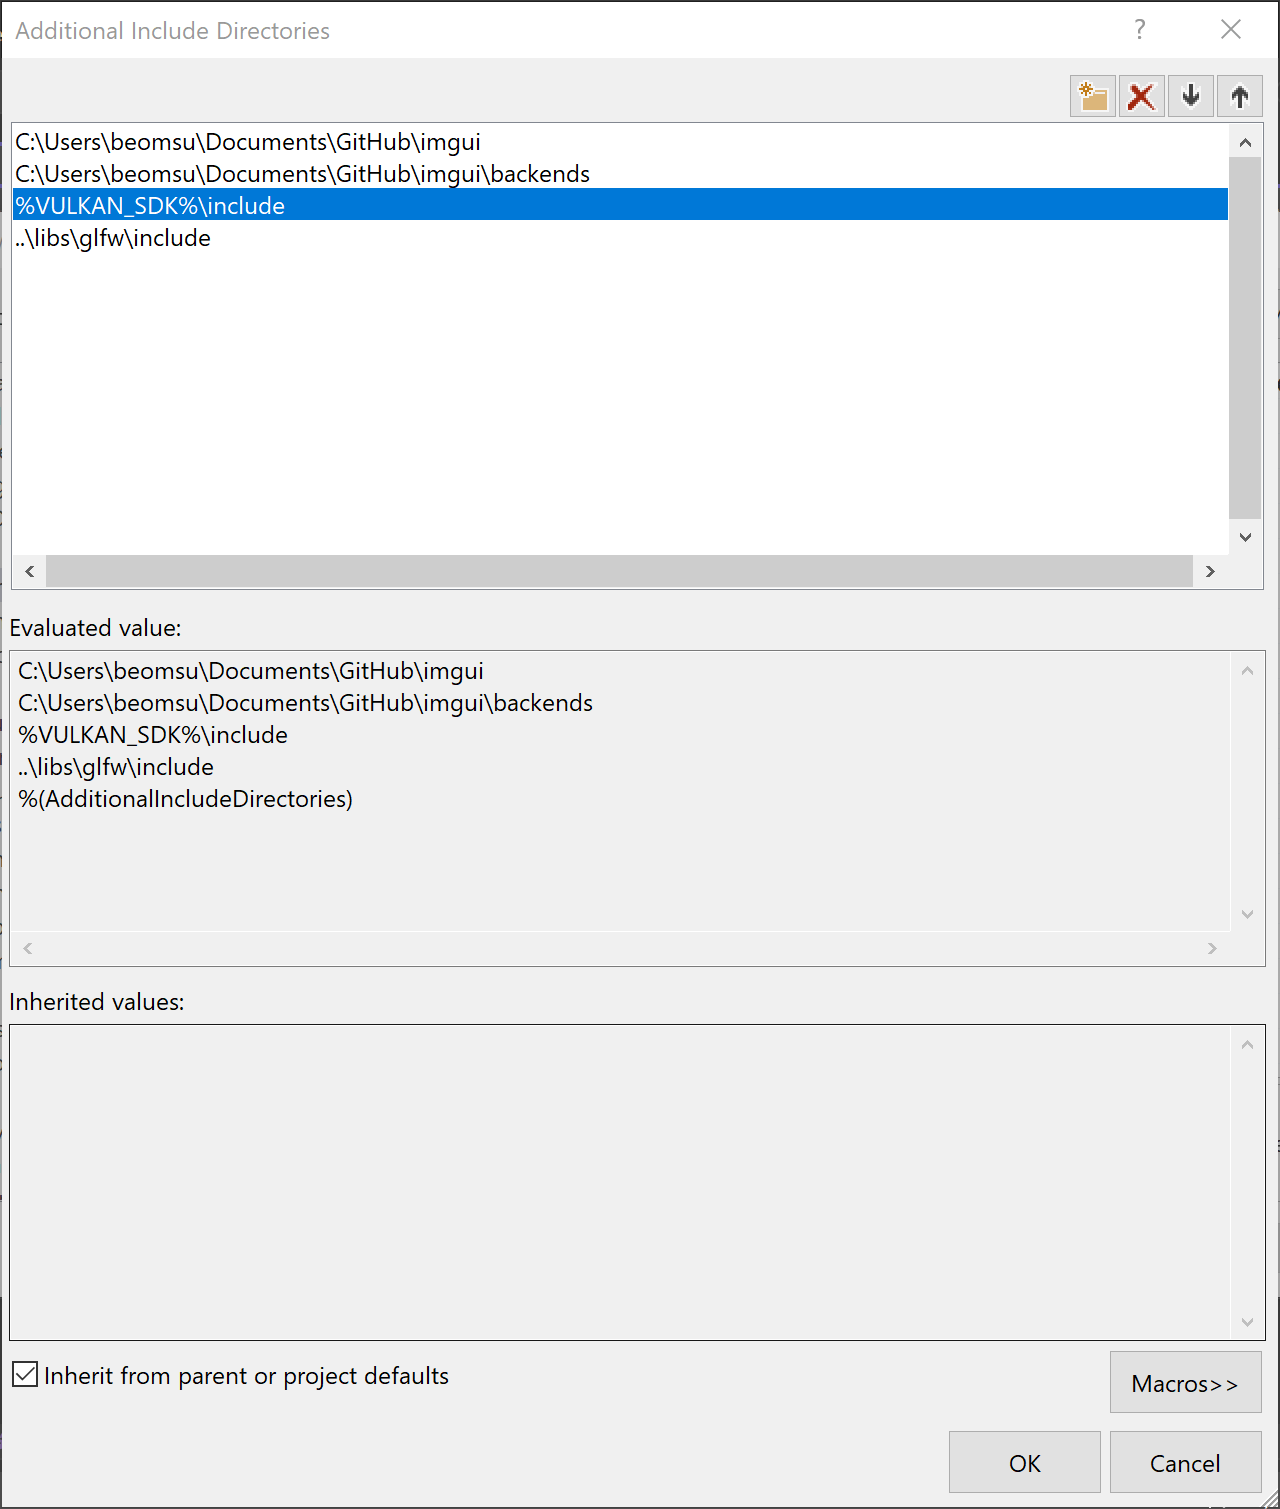 Additional Include Directories
C:\Users\beomsu\Documents\GitHub\imgui
C:\Users\beomsu\Documents\GitHub\imgui\backends
%VULKAN_SDK%\include
..\libs\glfw\include
Evaluated value:
C:\Users\beomsu\Documents\GitHub\imgui
C:\Users\beomsu\Documents\GitHub\imgui\backends
%VULKAN_SDK%\include
..\libs\glfw\include
%(AdditionalIncludeDirectories)
Inherited values:
Inherit from parent or project defaults
Macros>>
OK
Cancel